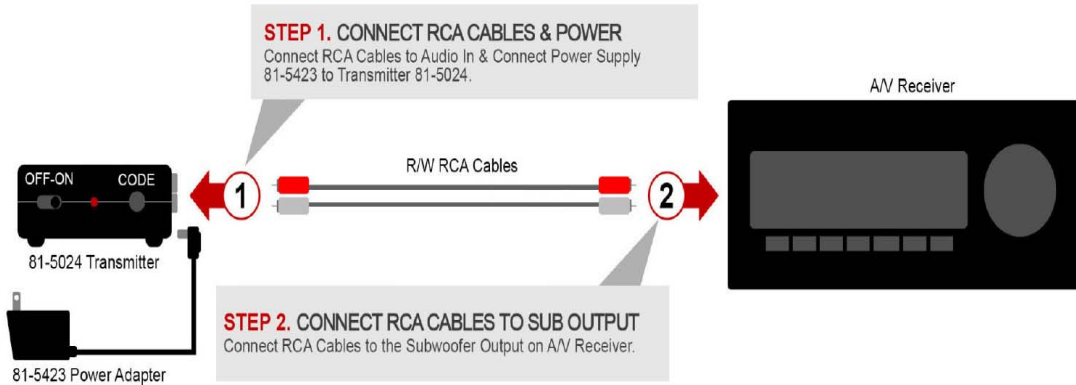 STEP 1. CONNECT RCA CABLES & POWER
Connect RCA Cables to Audio In & Connect Power Supply
81-5423 to Transmitter 81-5024.
A/V Receiver
R/W RCA Cables
OFF-ON CODE
1
2
81-5024 Transmitter
STEP 2. CONNECT RCA CABLES TO SUB OUTPUT
Connect RCA Cables to the Subwoofer Output on A/V Receiver.
81-5423 Power Adapter